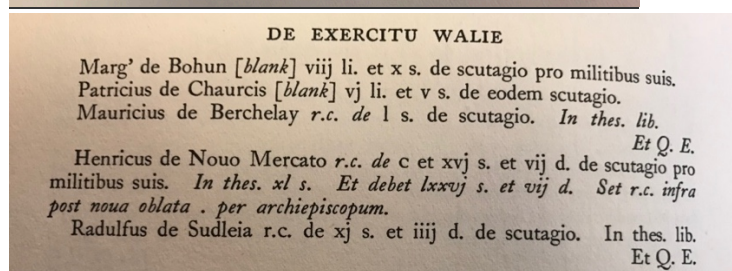 DE EXERCITU WALIE
Marg' de Bohun [blank] viij li. et x s. de scutagio pro militibus suis.
Patricius de Chaurcis [blank] vj li. et v s. de eodem scutagio.
Mauricius de Berchelay r.c. de l s. de scutagio. In thes. lib.
Et Q. E.
Henricus de Nouo Mercato r.c. de c et xvj s. et vij d. de scutagio pro
militibus suis. In thes. xl s. Et debet lxxvj s. et vij d. Set r.c. infra
post noua oblata . per archiepiscopum.
Radulfus de Sudleia r.c. de xj s. et iiij d. de scutagio. In thes. lib.
Et Q. E.